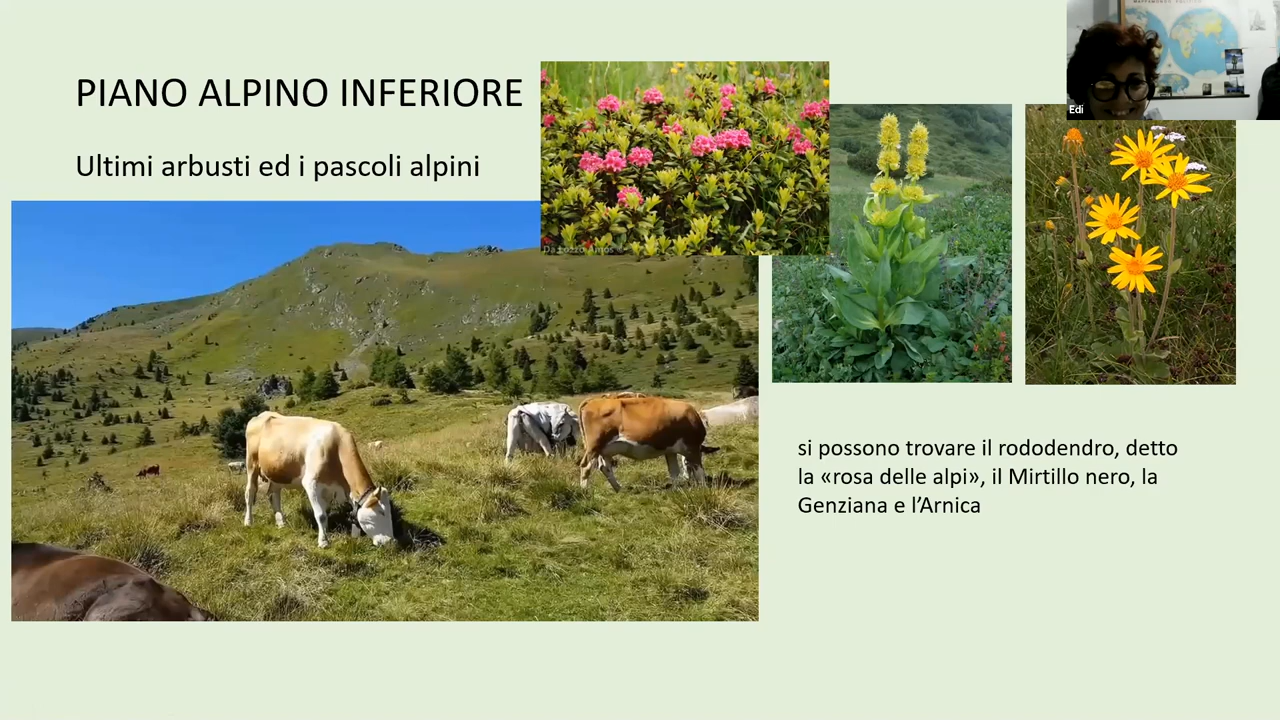 PIANO ALPINO INFERIORE
Ultimi arbusti ed i pascoli alpini
si possono trovare il rododendro, detto
la «rosa delle alpi», il Mirtillo nero, la
Genziana e l’Arnica
Edi